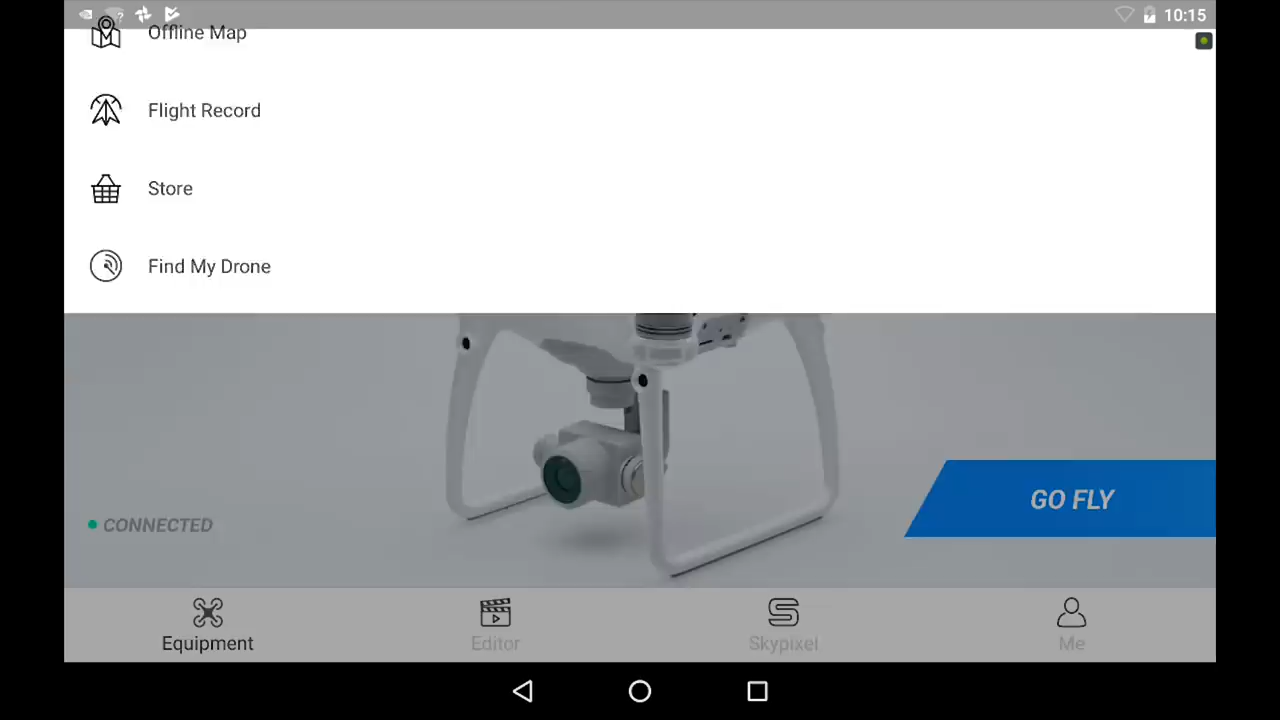 10:15
Offline Map
Flight Record
Store
Find My Drone
GO FLY
CONNECTED
Equipment
Editor
Skypixel
Me